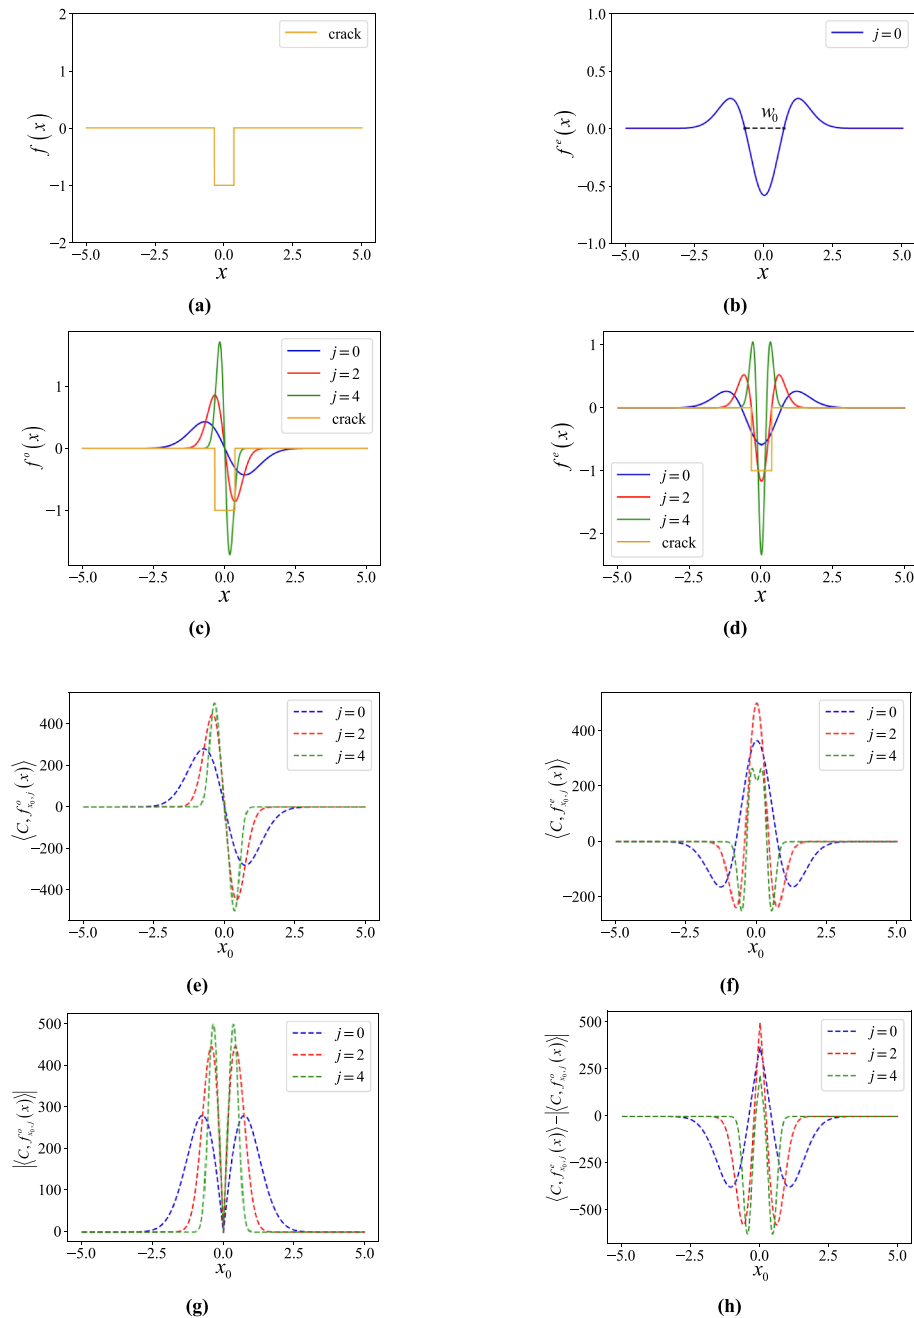 2
1
0
−1
−2
f(x)
−5.0 −2.5 0.0 2.5 5.0
x
crack
(a)
1.0
0.5
0.0
−0.5
−1.0
f^e(x)
−5.0 −2.5 0.0 2.5 5.0
x
j=0
w_0
(b)
1
0
−1
f^o(x)
−5.0 −2.5 0.0 2.5 5.0
x
j=0
j=2
j=4
crack
(c)
1
0
−1
−2
f^e(x)
−5.0 −2.5 0.0 2.5 5.0
x
j=0
j=2
j=4
crack
(d)
400
200
0
−200
−400
⟨C, f^o_{x_0,j}(x)⟩
−5.0 −2.5 0.0 2.5 5.0
x_0
j=0
j=2
j=4
(e)
400
200
0
−200
⟨C, f^e_{x_0,j}(x)⟩
−5.0 −2.5 0.0 2.5 5.0
x_0
j=0
j=2
j=4
(f)
500
400
300
200
100
0
|⟨C, f^o_{x_0,j}(x)⟩|
−5.0 −2.5 0.0 2.5 5.0
x_0
j=0
j=2
j=4
(g)
500
250
0
−250
−500
⟨C, f^e_{x_0,j}(x)⟩−|⟨C, f^o_{x_0,j}(x)⟩|
−5.0 −2.5 0.0 2.5 5.0
x_0
j=0
j=2
j=4
(h)